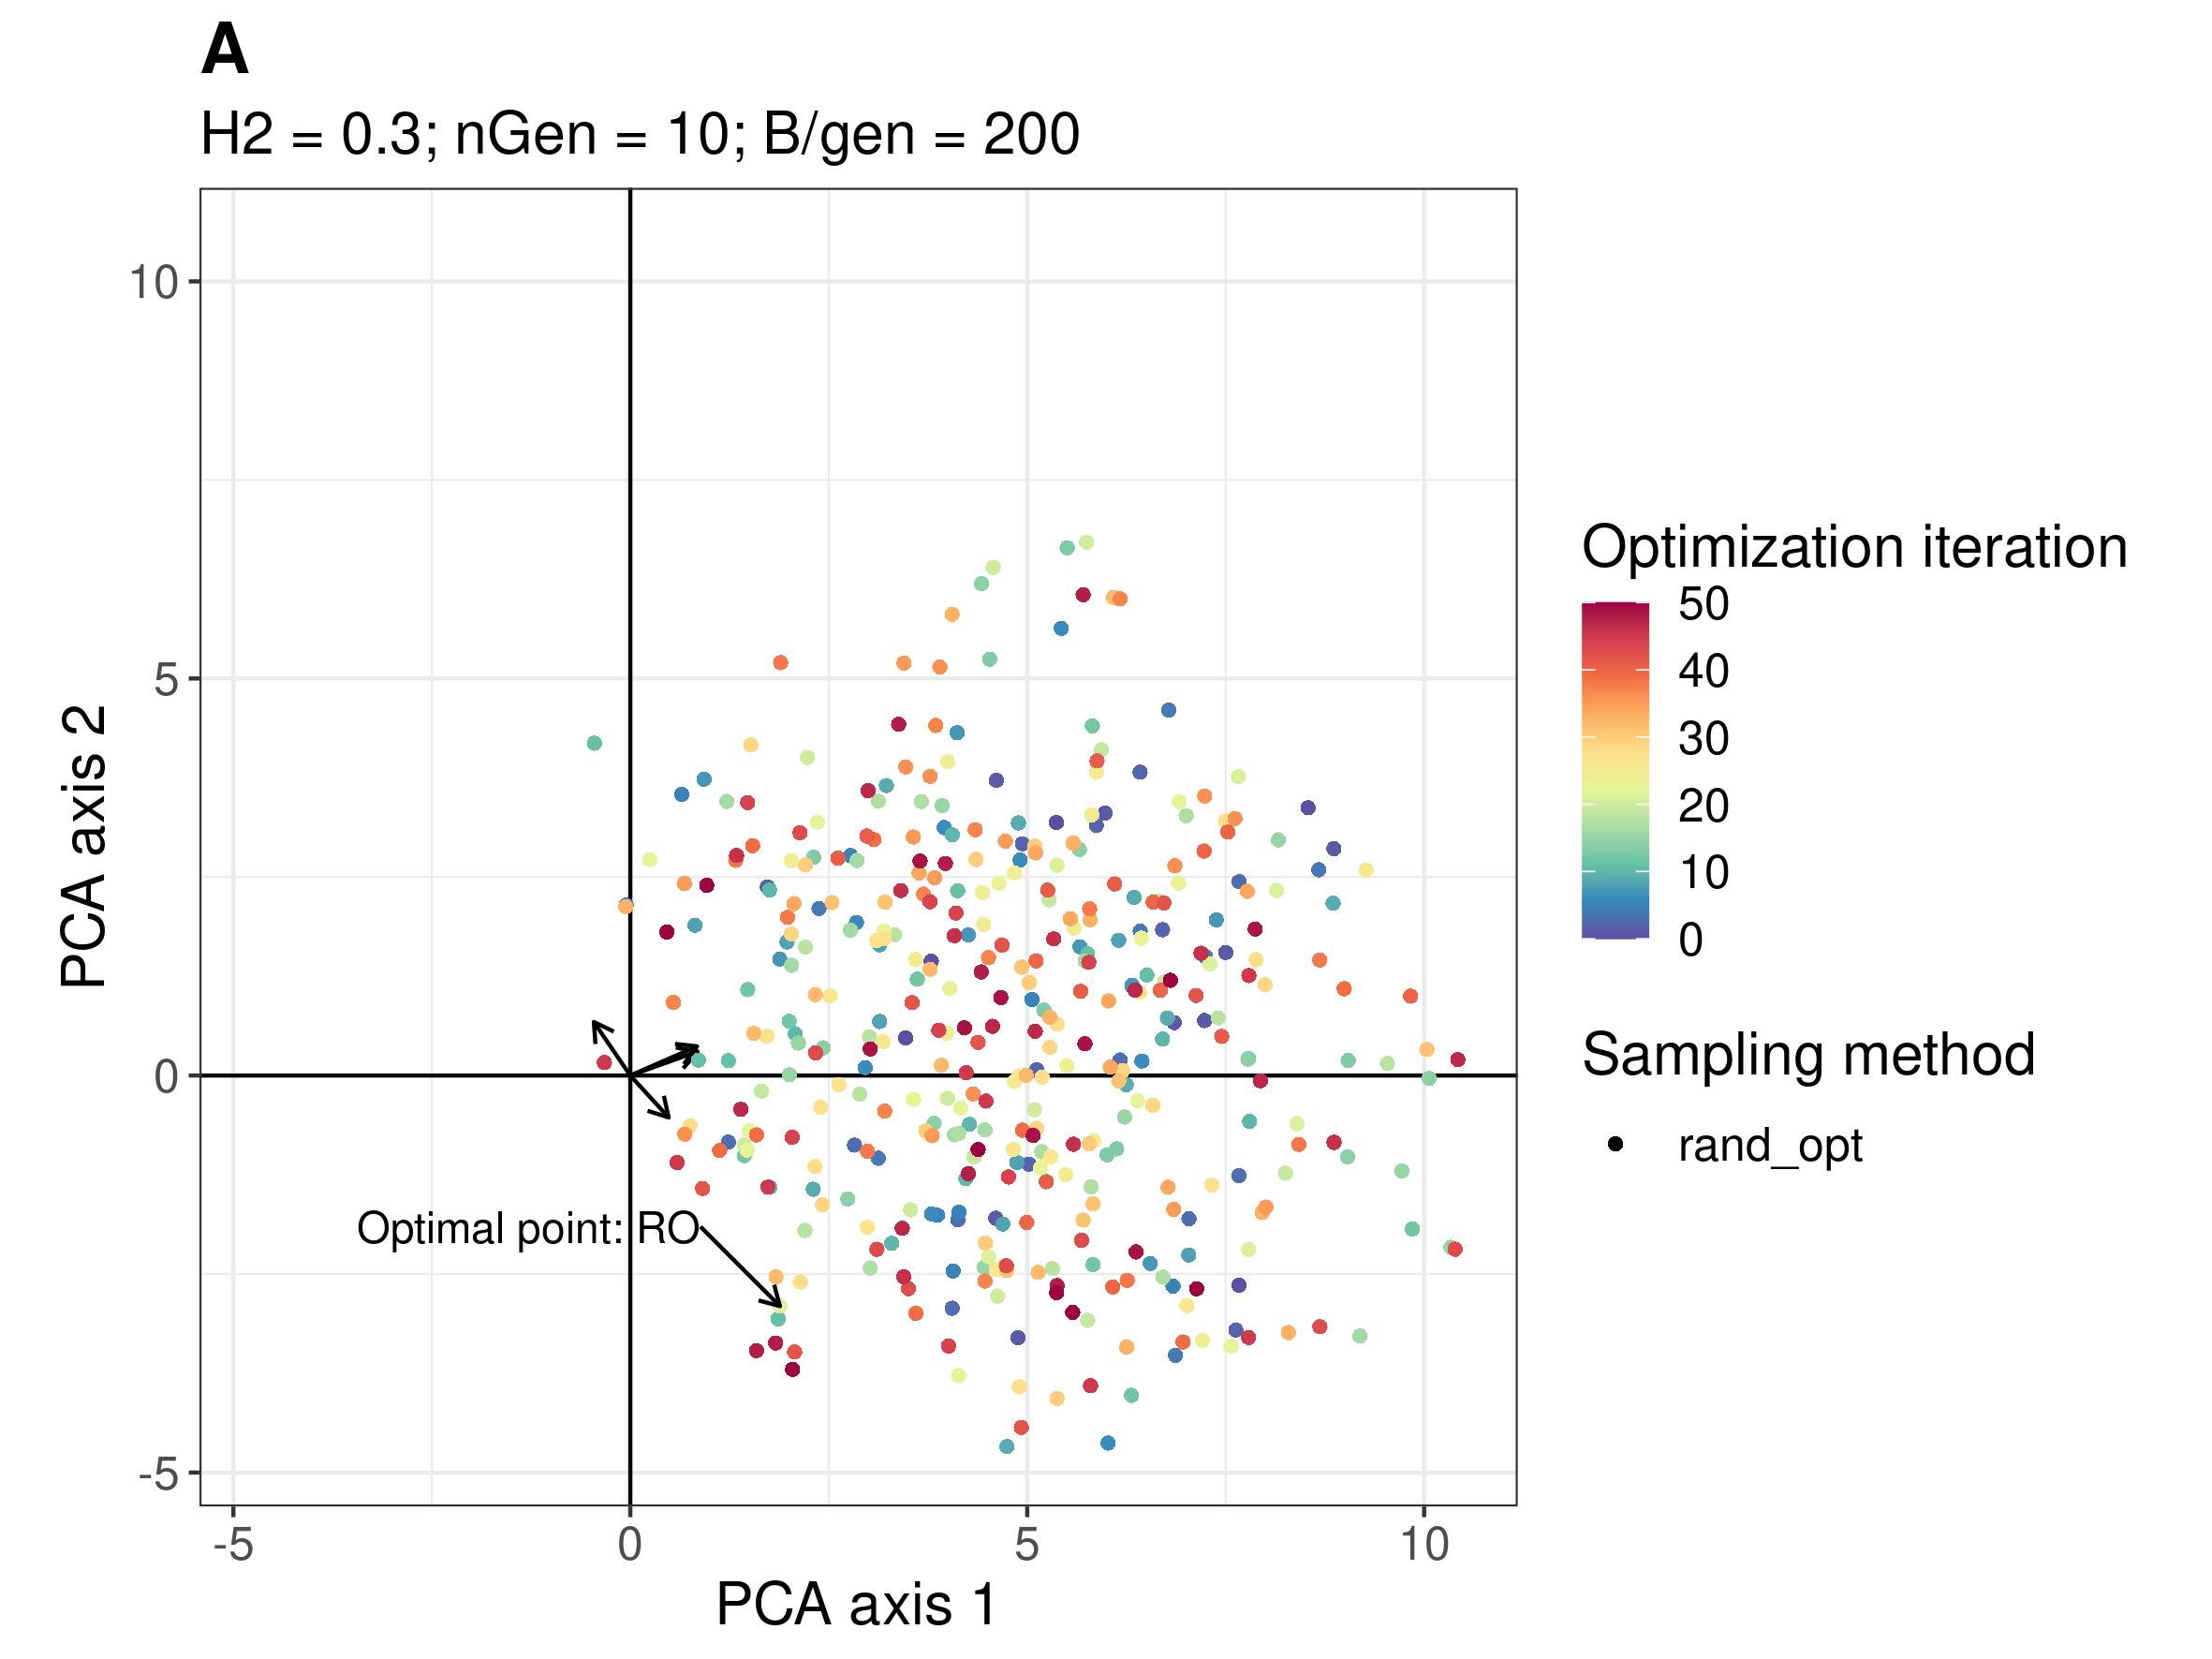 A
H2 = 0.3; nGen = 10; B/gen = 200
10
5
0
-5
PCA axis 2
Optimal point: RO
-5
0
5
10
PCA axis 1
Optimization iteration
50
40
30
20
10
0
Sampling method
rand_opt